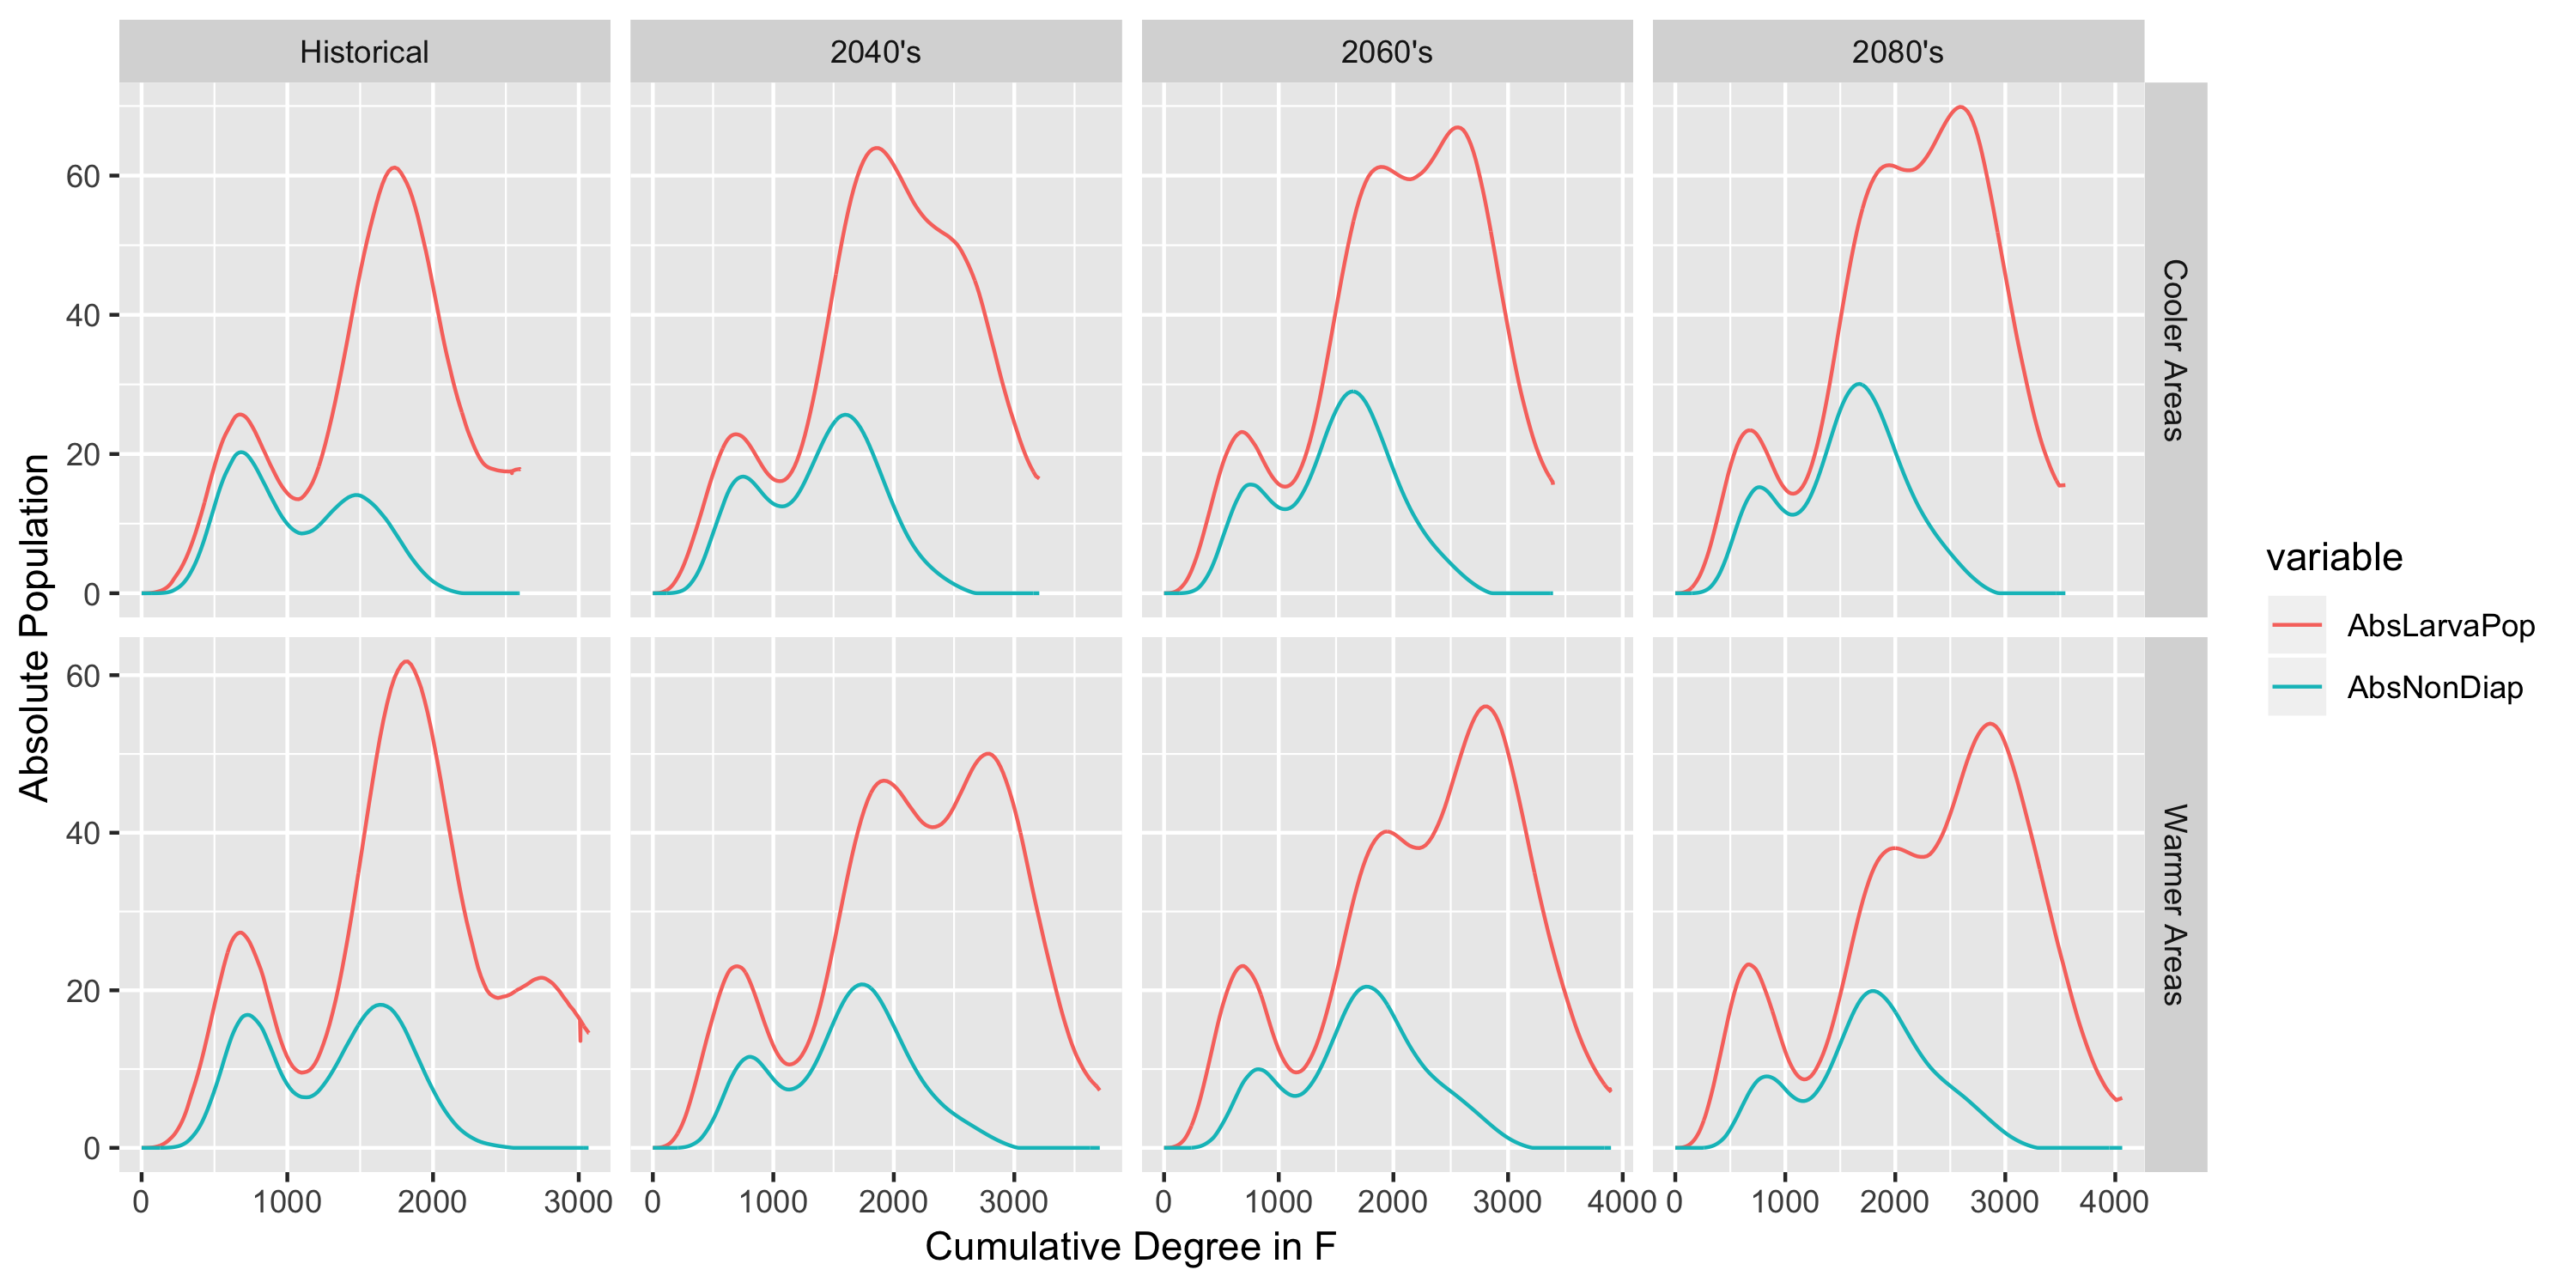 Historical
2040's
2060's
2080's
Absolute Population
60
40
20
0
Cooler Areas
60
40
20
0
Warmer Areas
0 1000 2000 3000
0 1000 2000 3000
0 1000 2000 3000 4000
0 1000 2000 3000 4000
Cumulative Degree in F
variable
AbsLarvaPop
AbsNonDiap